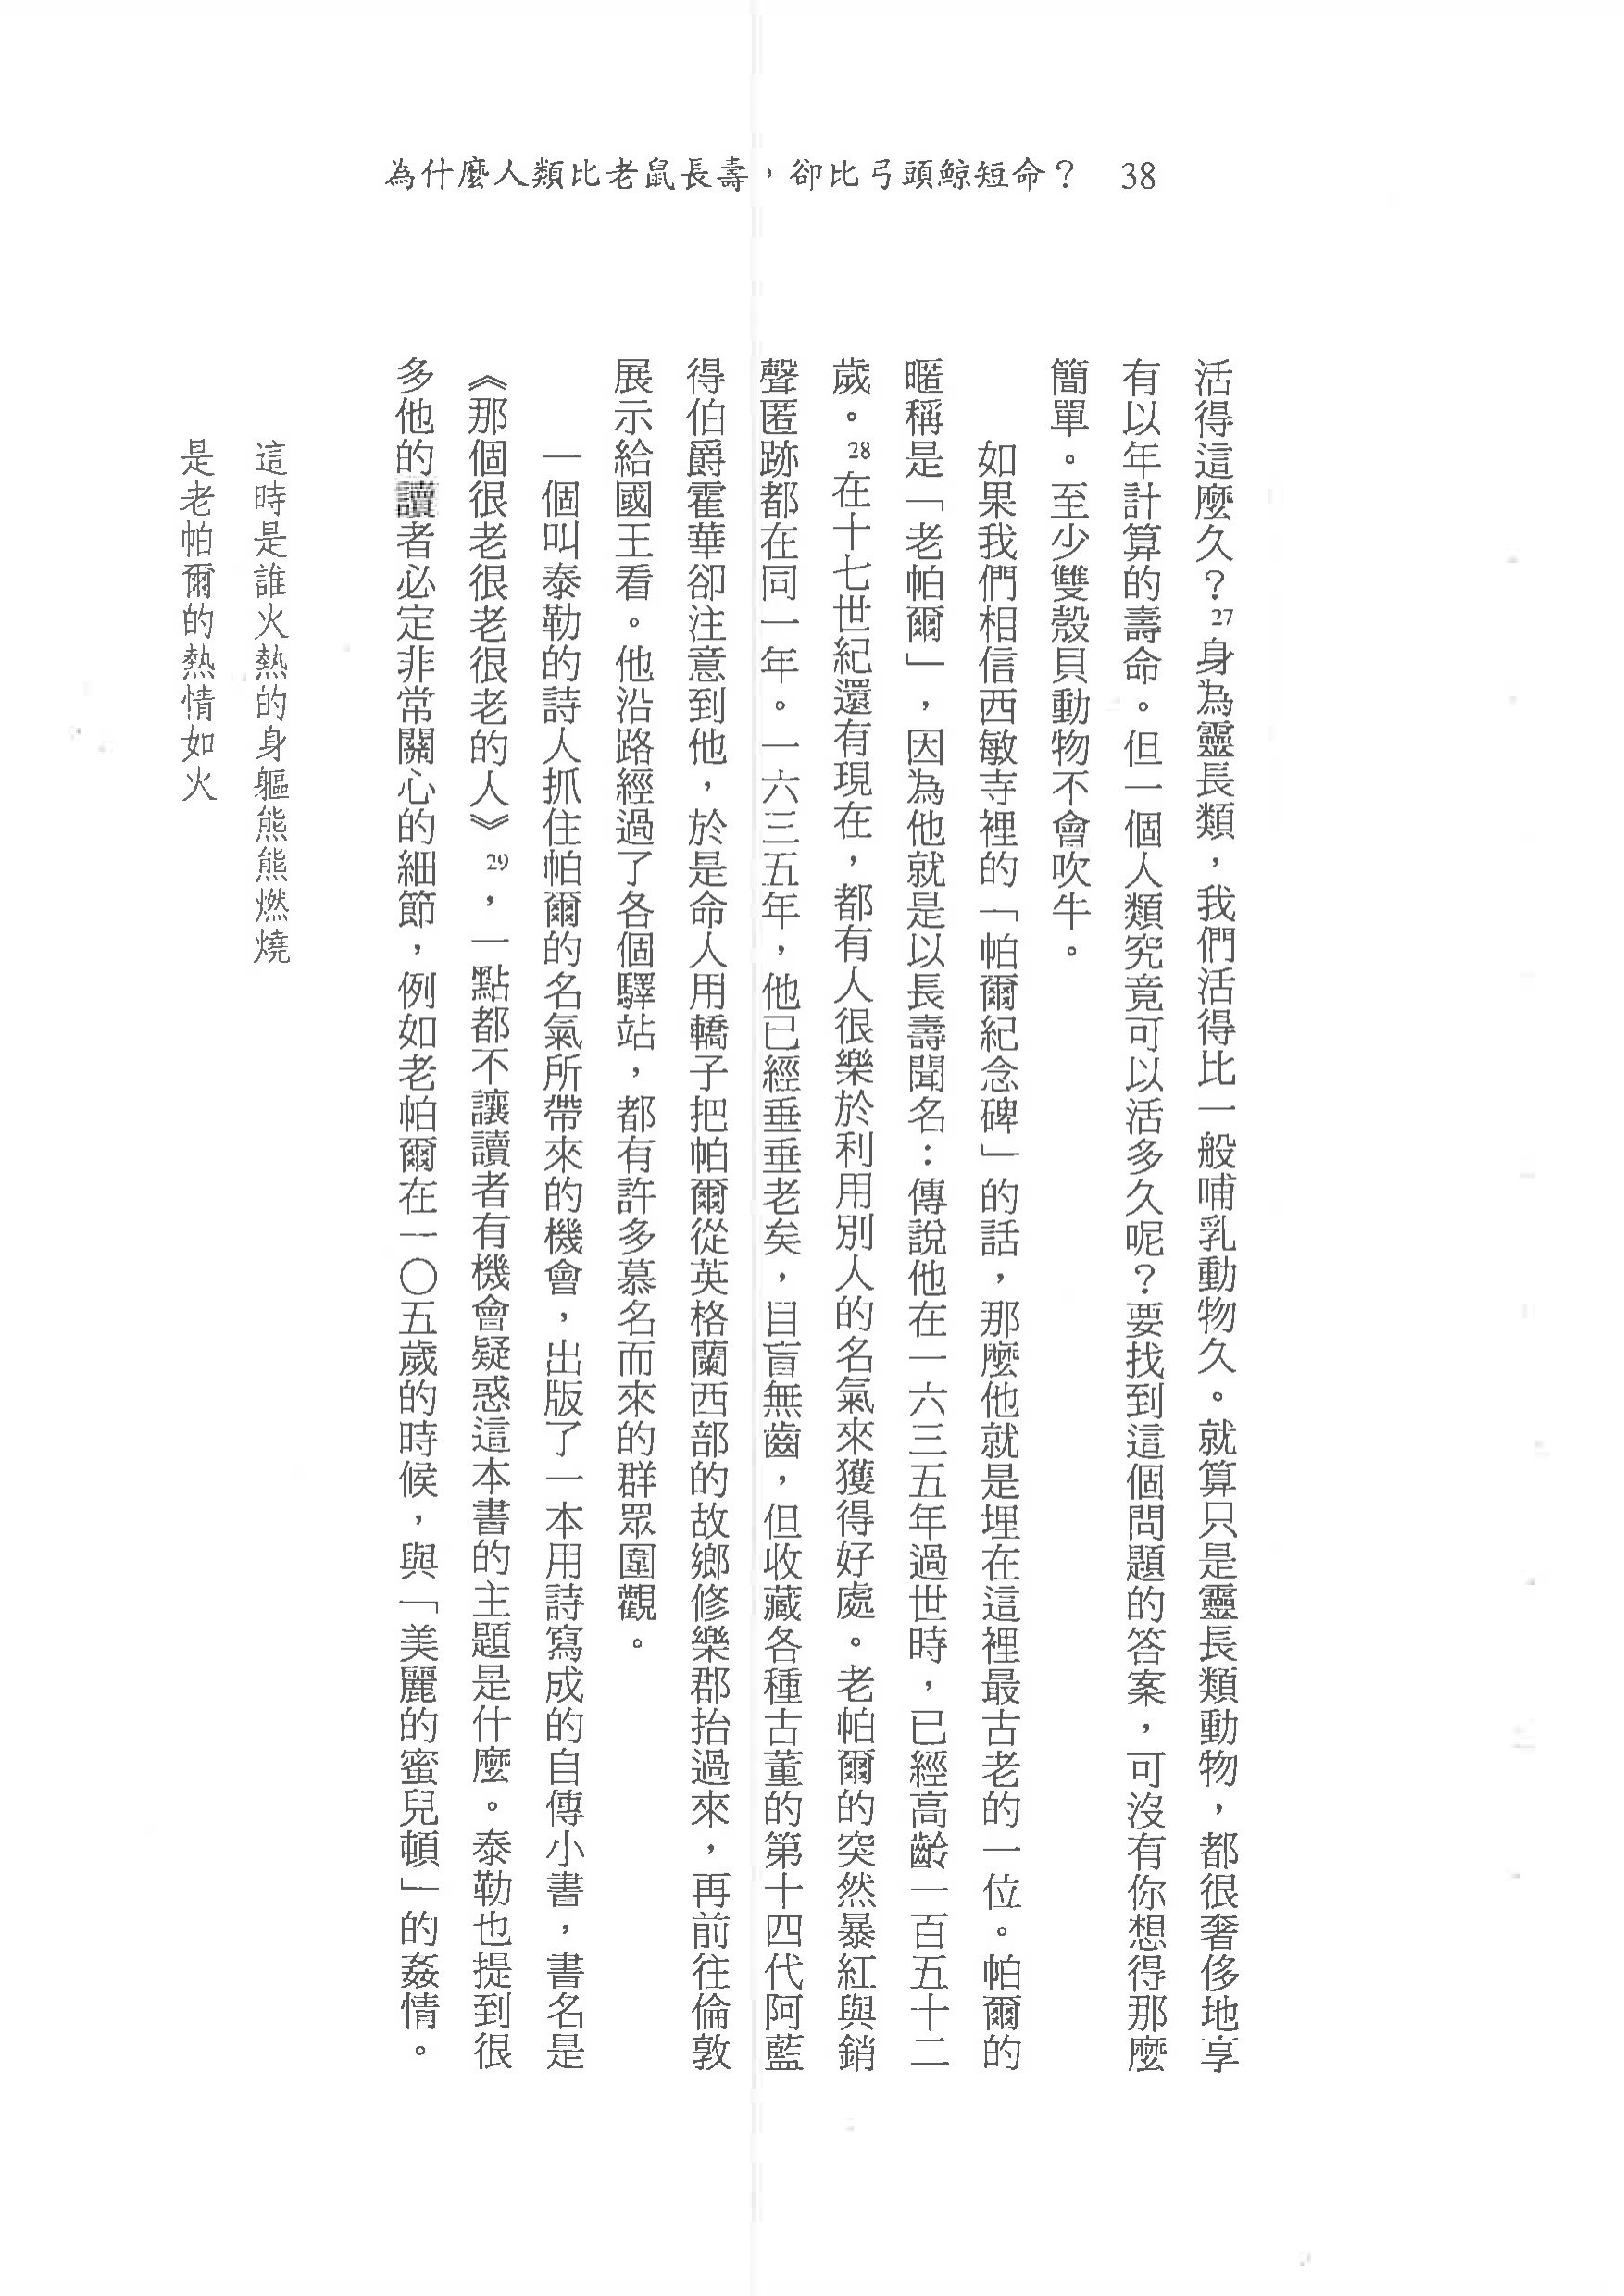 為什麼人類比老鼠長壽，卻比弓頭鯨短命？ 38
活得這麼久？27身為靈長類，我們活得比一般哺乳動物久。就算只是靈長類動物，都很奢侈地享
有以年計算的壽命。但一個人類究竟可以活多久呢？要找到這個問題的答案，可沒有你想得那麼
簡單。至少雙殼貝動物不會吹牛。
如果我們相信西敏寺裡的「帕爾紀念碑」的話，那麼他就是埋在這裡最古老的一位。帕爾的
暱稱是「老帕爾」，因為他就是以長壽聞名：傳說他在一六三五年過世時，已經高齡一百五十二
歲。28在十七世紀還有現在，都有人很樂於利用別人的名氣來獲得好處。老帕爾的突然暴紅與銷
聲匿跡都在同一年。一六三五年，他已經垂垂老矣，目盲無齒，但收藏各種古董的第十四代阿藍
得伯爵霍華卻注意到他，於是命人用轎子把帕爾從英格蘭西部的故鄉修樂郡抬過來，再前往倫敦
展示給國王看。他沿路經過了各個驛站，都有許多慕名而來的群眾圍觀。
一個叫泰勒的詩人抓住帕爾的名氣所帶來的機會，出版了一本用詩寫成的自傳小書，書名是
《那個很老很老很老的人》29，一點都不讓讀者有機會疑惑這本書的主題是什麼。泰勒也提到很
多他的讀者必定非常關心的細節，例如老帕爾在一〇五歲的時候，與「美麗的蜜兒頓」的姦情。
這時是誰火熱的身軀熊熊燃燒
是老帕爾的熱情如火